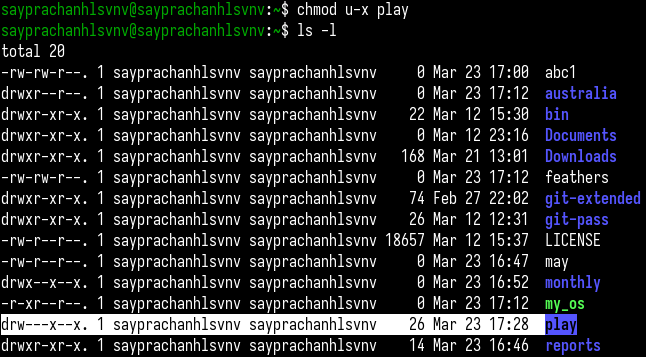 sayprachanhlsvnv@sayprachanhlsvnv:~$ chmod u-x play
sayprachanhlsvnv@sayprachanhlsvnv:~$ ls -l
total 20
-rw-rw-r--. 1 sayprachanhlsvnv sayprachanhlsvnv     0 Mar 23 17:00  abc1
drwxr--r--. 1 sayprachanhlsvnv sayprachanhlsvnv     0 Mar 23 17:12  australia
drwxr-xr-x. 1 sayprachanhlsvnv sayprachanhlsvnv    22 Mar 12 15:30  bin
drwxr-xr-x. 1 sayprachanhlsvnv sayprachanhlsvnv     0 Mar 12 23:16  Documents
drwxr-xr-x. 1 sayprachanhlsvnv sayprachanhlsvnv   168 Mar 21 13:01  Downloads
-rw-rw-r--. 1 sayprachanhlsvnv sayprachanhlsvnv     0 Mar 23 17:12  feathers
drwxr-xr-x. 1 sayprachanhlsvnv sayprachanhlsvnv    74 Feb 27 22:02  git-extended
drwxr-xr-x. 1 sayprachanhlsvnv sayprachanhlsvnv    26 Mar 12 12:31  git-pass
-rw-r--r--. 1 sayprachanhlsvnv sayprachanhlsvnv 18657 Mar 12 15:37  LICENSE
-rw-r--r--. 1 sayprachanhlsvnv sayprachanhlsvnv     0 Mar 23 16:47  may
drwx--x--x. 1 sayprachanhlsvnv sayprachanhlsvnv     0 Mar 23 16:52  monthly
-r-xr--r--. 1 sayprachanhlsvnv sayprachanhlsvnv     0 Mar 23 17:12  my_os
drw---x--x. 1 sayprachanhlsvnv sayprachanhlsvnv    26 Mar 23 17:28  play
drwxr-xr-x. 1 sayprachanhlsvnv sayprachanhlsvnv    14 Mar 23 16:46  reports